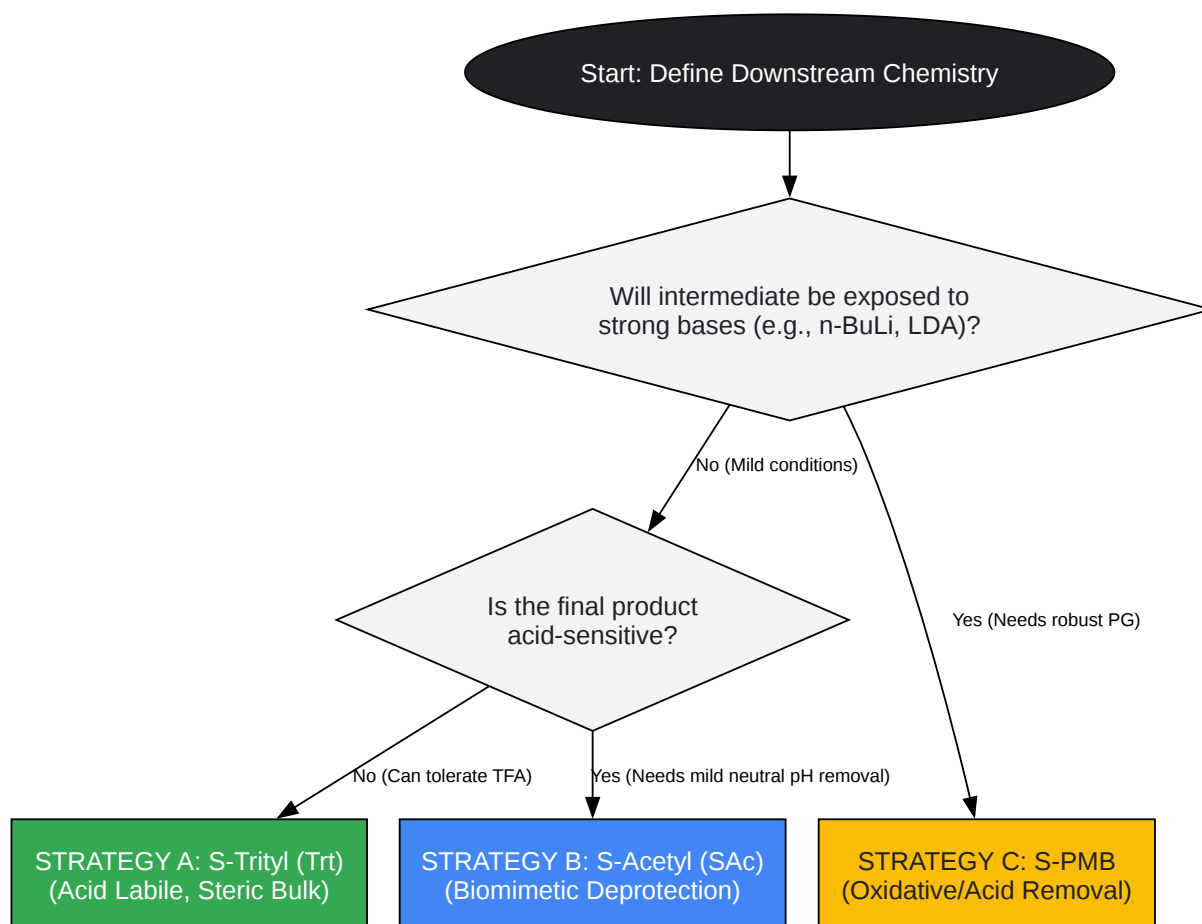 Start: Define Downstream Chemistry
Will intermediate be exposed to
strong bases (e.g., n-BuLi, LDA)?
No (Mild conditions)
Is the final product
acid-sensitive?
Yes (Needs robust PG)
No (Can tolerate TFA)
Yes (Needs mild neutral pH removal)
STRATEGY A: S-Trityl (Trt)
(Acid Labile, Steric Bulk)
STRATEGY B: S-Acetyl (SAc)
(Biomimetic Deprotection)
STRATEGY C: S-PMB
(Oxidative/Acid Removal)